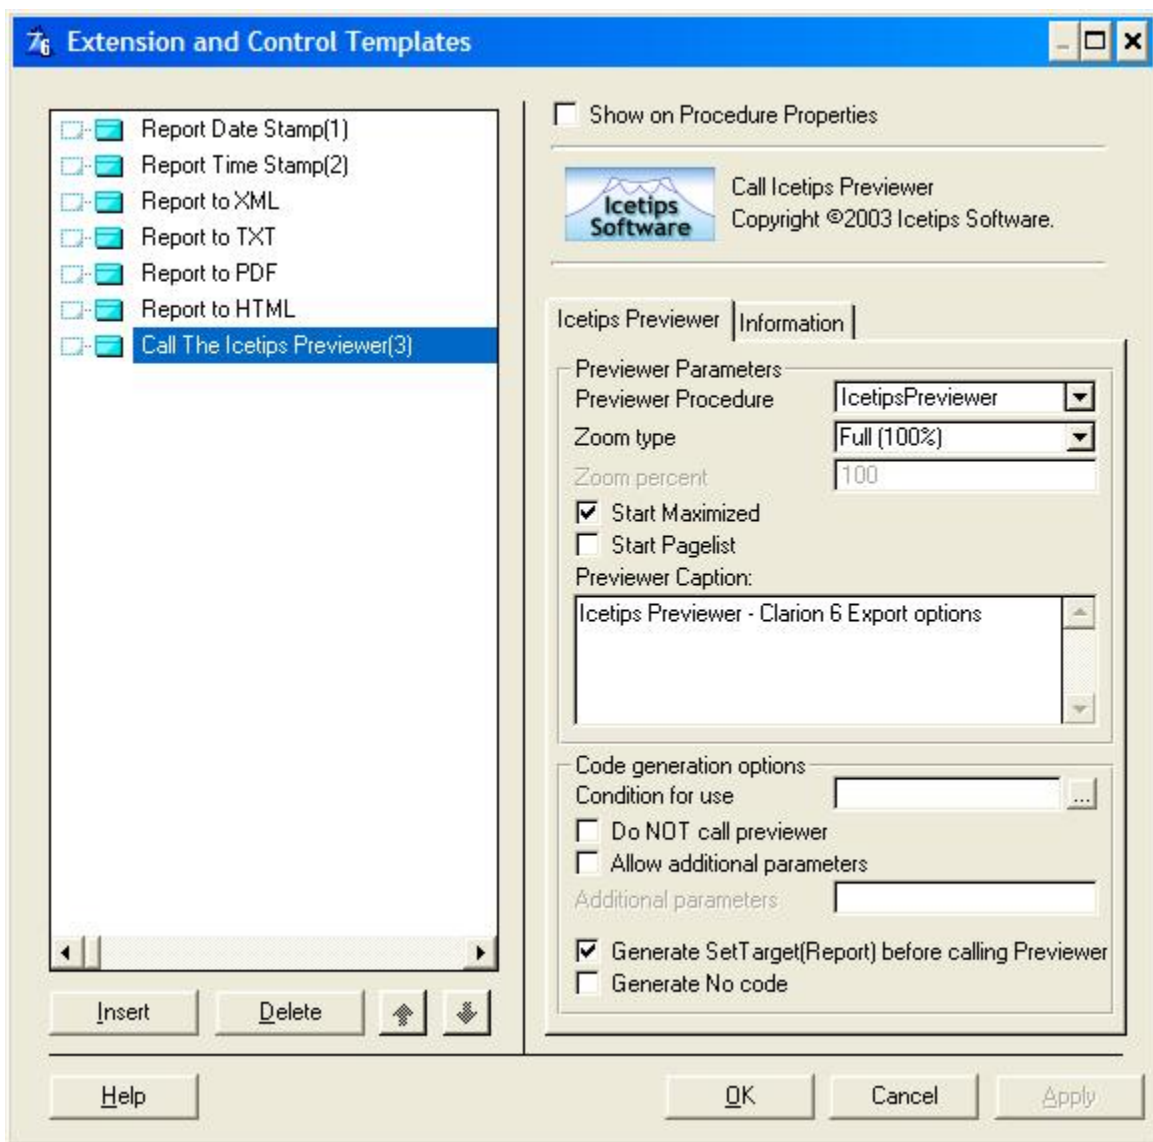 Extension and Control Templates
Report Date Stamp(1)
Report Time Stamp(2)
Report to XML
Report to TXT
Report to PDF
Report to HTML
Call The Icetips Previewer(3)
Insert
Delete
Show on Procedure Properties
Icetips
Software
Call Icetips Previewer
Copyright ©2003 Icetips Software.
Icetips Previewer Information
Previewer Parameters
Previewer Procedure IcetipsPreviewer
Zoom type Full (100%)
Zoom percent 100
Start Maximized
Start Pagelist
Previewer Caption:
Icetips Previewer - Clarion 6 Export options
Code generation options
Condition for use ...
Do NOT call previewer
Allow additional parameters
Additional parameters
Generate SetTarget(Report) before calling Previewer
Generate No code
Help OK Cancel Apply